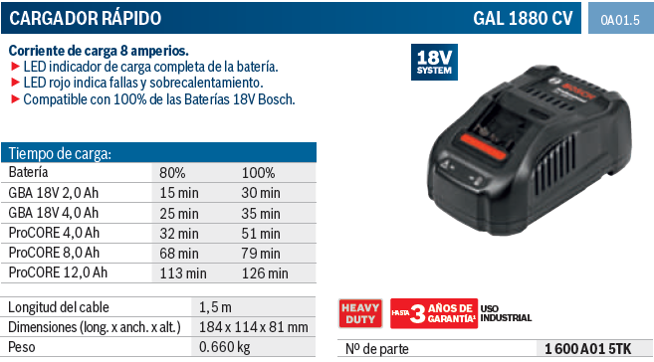 CARGADOR RÁPIDO GAL 1880 CV 0A01.5
Corriente de carga 8 amperios.
▶ LED indicador de carga completa de la batería.
▶ LED rojo indica fallas y sobrecalentamiento.
▶ Compatible con 100% de las Baterías 18V Bosch.
18V
SYSTEM
BOSCH
Tiempo de carga:
Batería 80% 100%
GBA 18V 2,0 Ah 15 min 30 min
GBA 18V 4,0 Ah 25 min 35 min
ProCORE 4,0 Ah 32 min 51 min
ProCORE 8,0 Ah 68 min 79 min
ProCORE 12,0 Ah 113 min 126 min
Longitud del cable 1,5 m
Dimensiones (long. x anch. x alt.) 184 x 114 x 81 mm
Peso 0.660 kg
HEAVY
DUTY
HASTA 3 AÑOS DE
GARANTÍA¹
USO
INDUSTRIAL
Nº de parte 1 600 A01 5TK